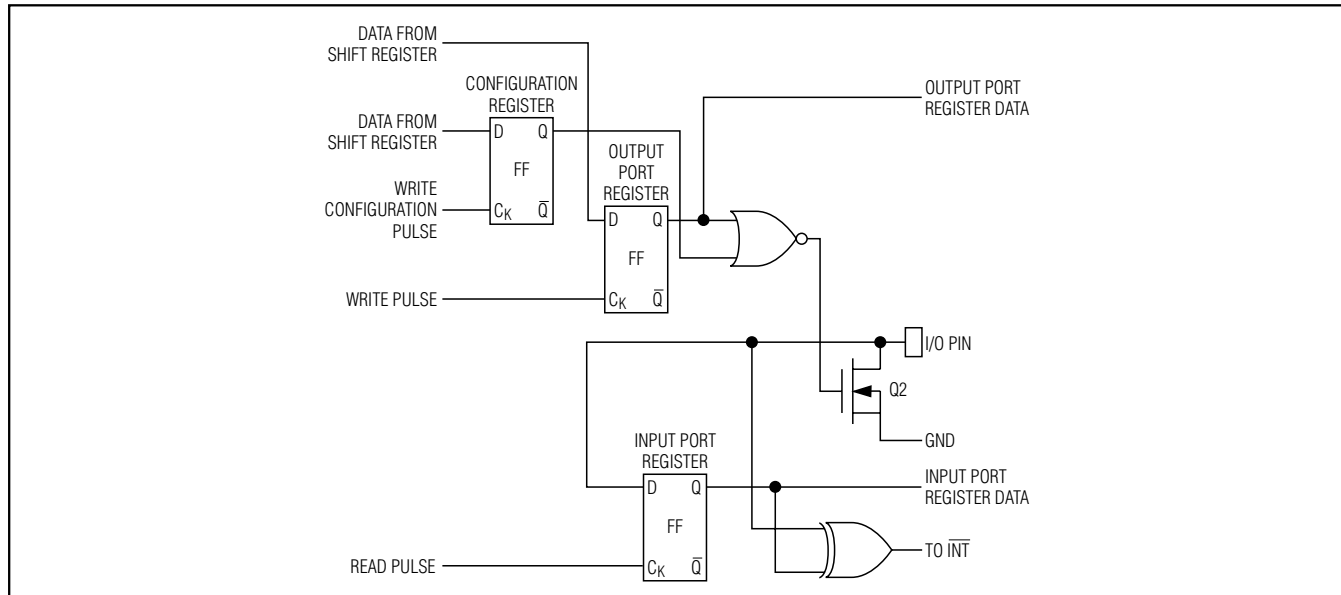 DATA FROM
SHIFT REGISTER
CONFIGURATION
REGISTER
OUTPUT PORT
REGISTER DATA
DATA FROM
SHIFT REGISTER
D Q
FF
CK Q̅
WRITE
CONFIGURATION
PULSE
OUTPUT
PORT
REGISTER
D Q
FF
CK Q̅
WRITE PULSE
I/O PIN
Q2
GND
INPUT PORT
REGISTER
D Q
FF
CK Q̅
INPUT PORT
REGISTER DATA
TO I̅N̅T̅
READ PULSE